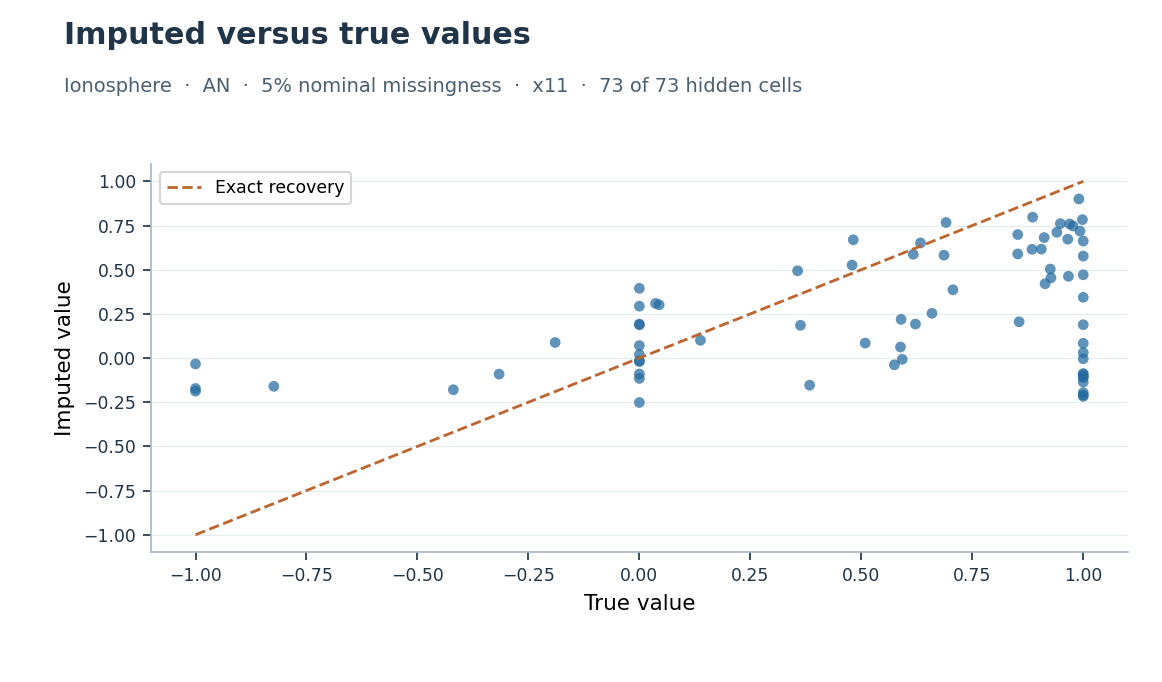 Imputed versus true values
Ionosphere · AN · 5% nominal missingness · x11 · 73 of 73 hidden cells
Exact recovery
Imputed value
1.00
0.75
0.50
0.25
0.00
−0.25
−0.50
−0.75
−1.00
−1.00 −0.75 −0.50 −0.25 0.00 0.25 0.50 0.75 1.00
True value